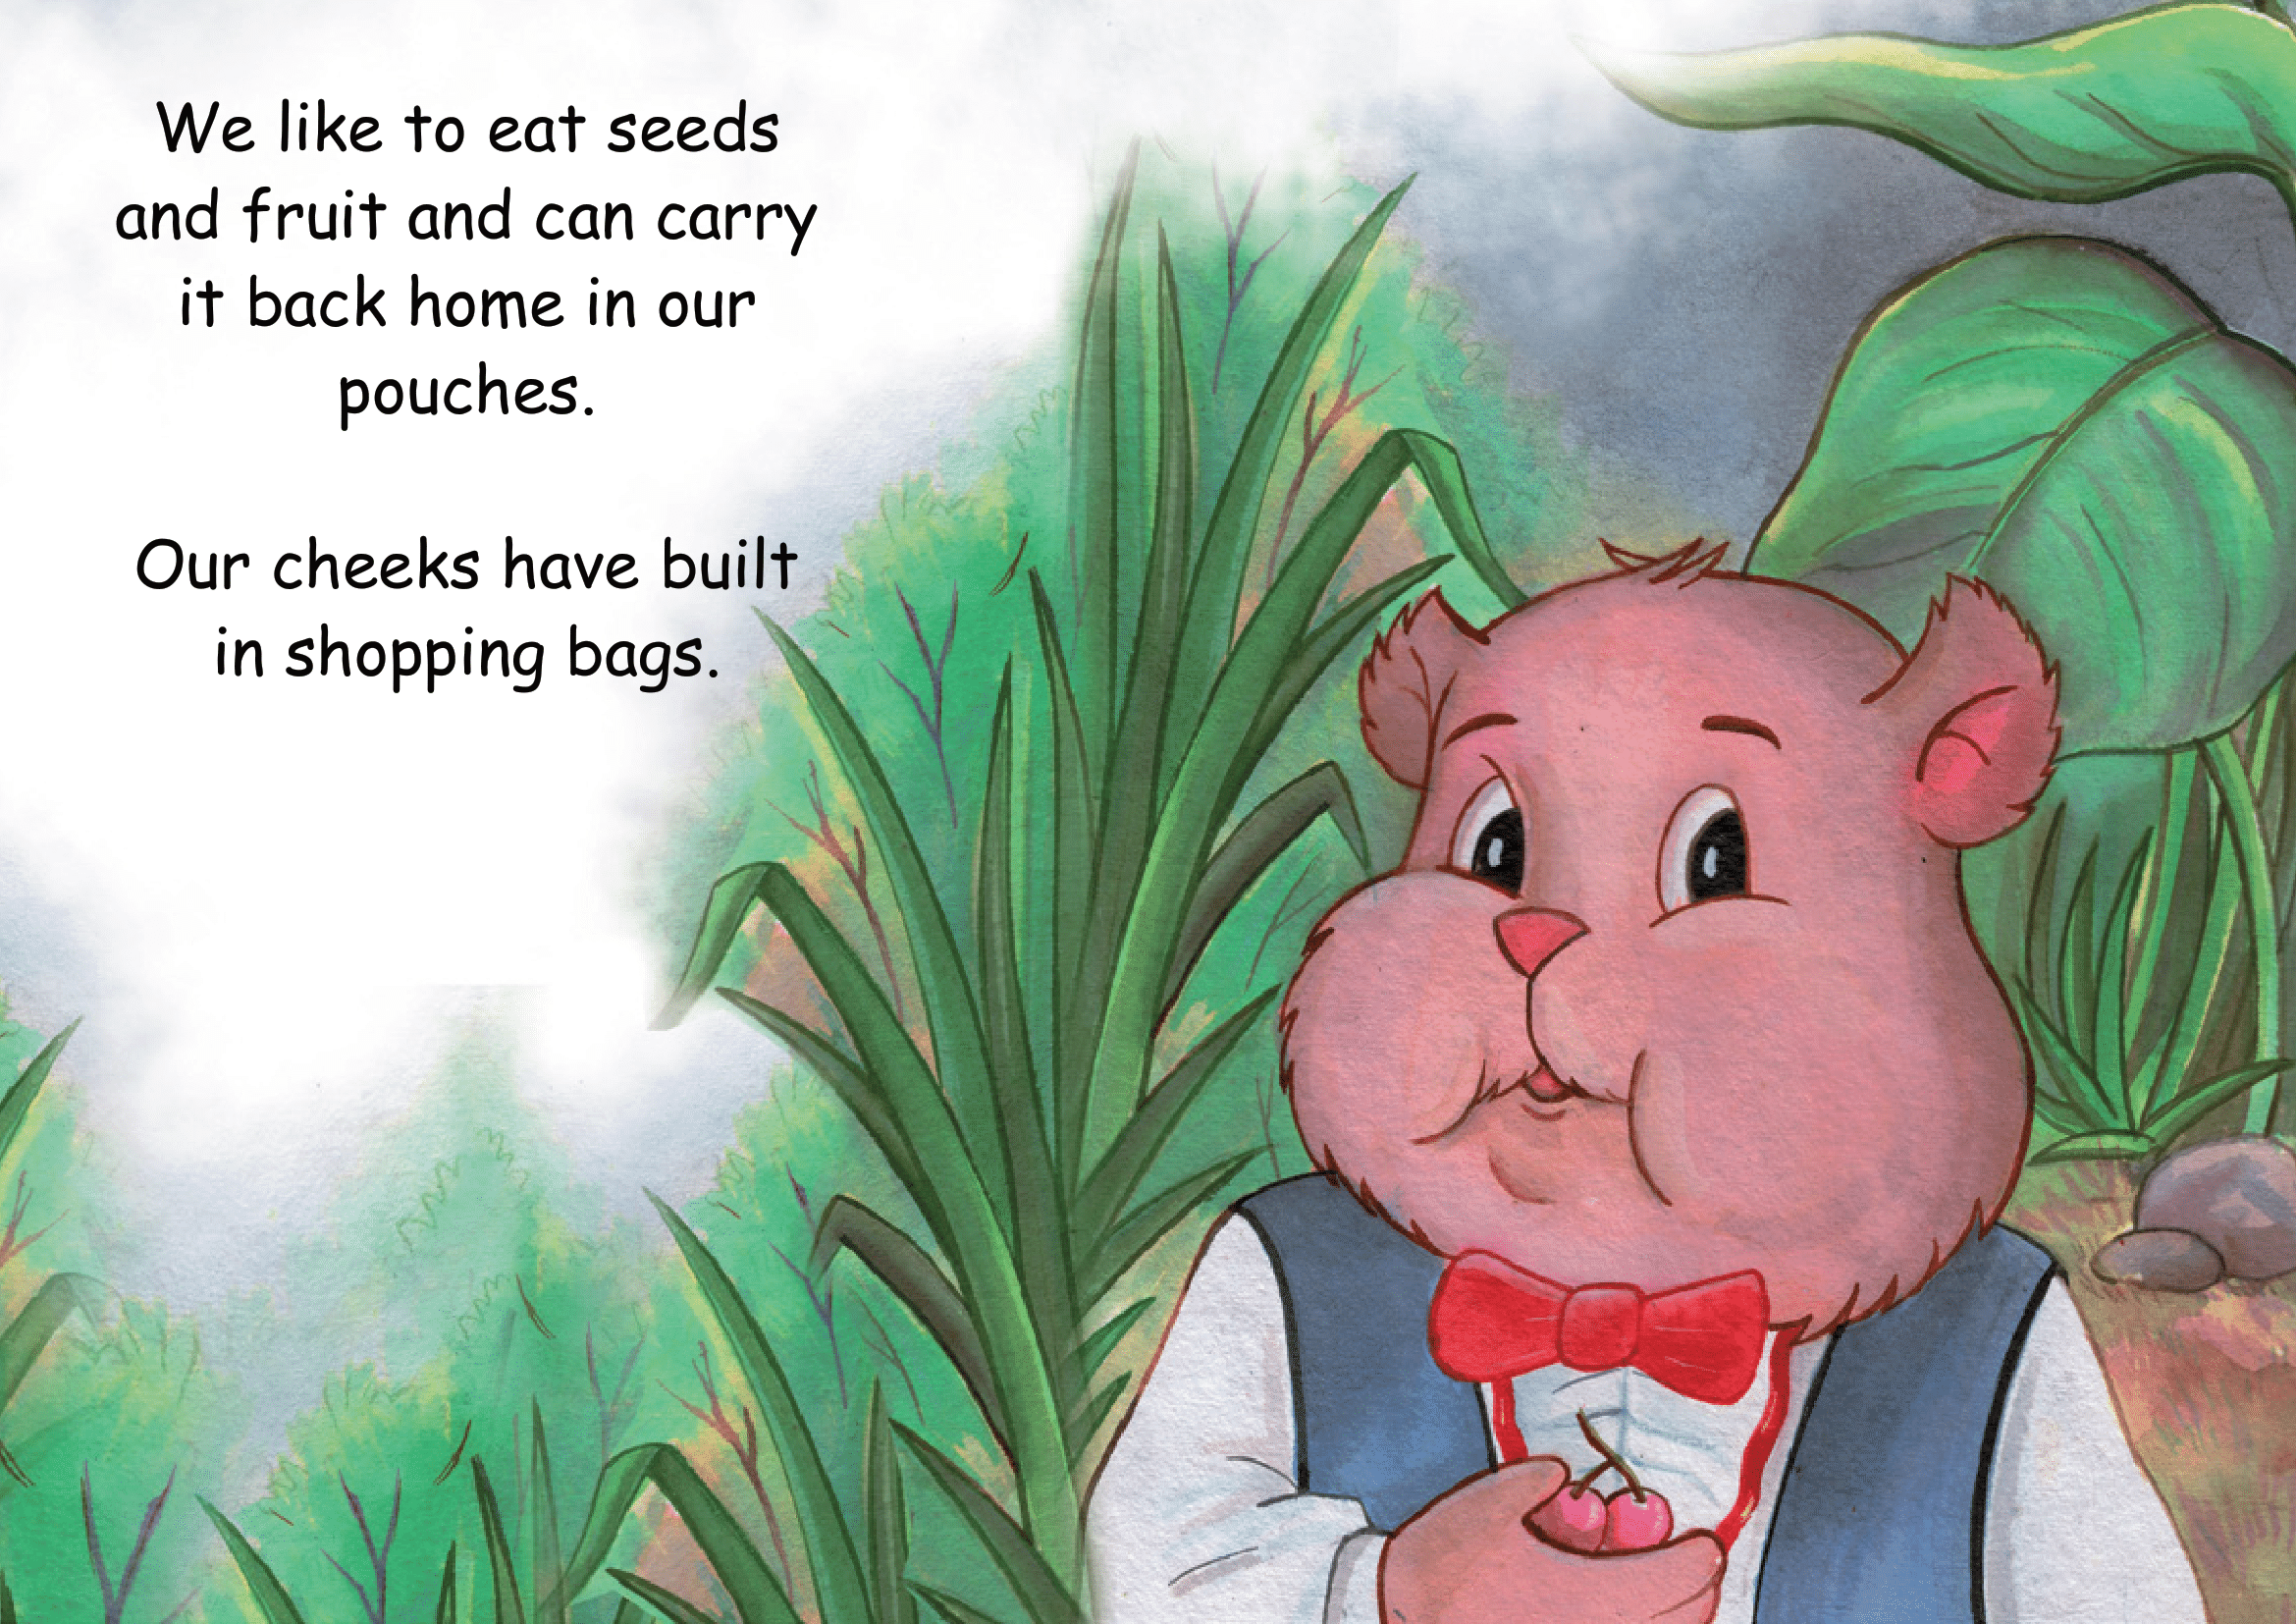 We like to eat seeds
and fruit and can carry
it back home in our
pouches.
Our cheeks have built
in shopping bags.